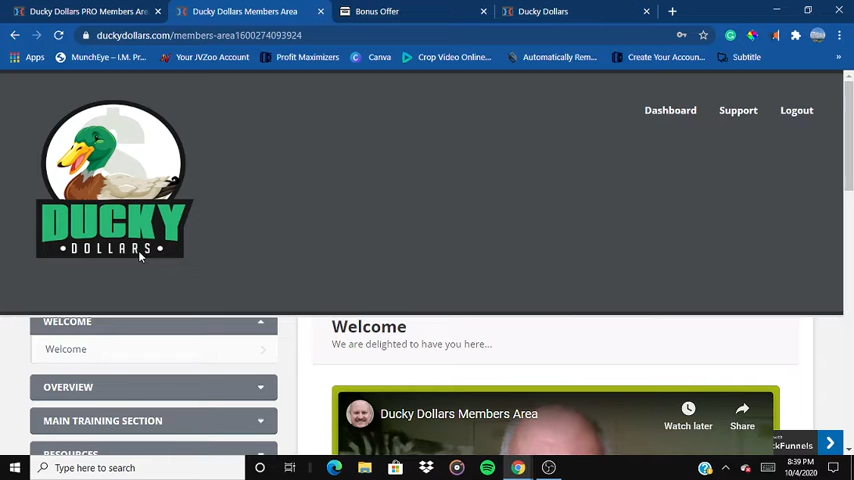 Ducky Dollars PRO Members Are
Ducky Dollars Members Area
Bonus Offer
Ducky Dollars
duckydollars.com/members-area1600274093924
Apps
MunchEye – I.M. Pr...
Your JVZoo Account
Profit Maximizers
Canva
Crop Video Online...
Automatically Rem...
Create Your Accoun...
Subtitle
Dashboard
Support
Logout
DUCKY
• DOLLARS •
WELCOME
Welcome
OVERVIEW
MAIN TRAINING SECTION
RESOURCES
Welcome
We are delighted to have you here...
Ducky Dollars Members Area
Watch later
Share
ckFunnels
Type here to search
8:39 PM
10/4/2020